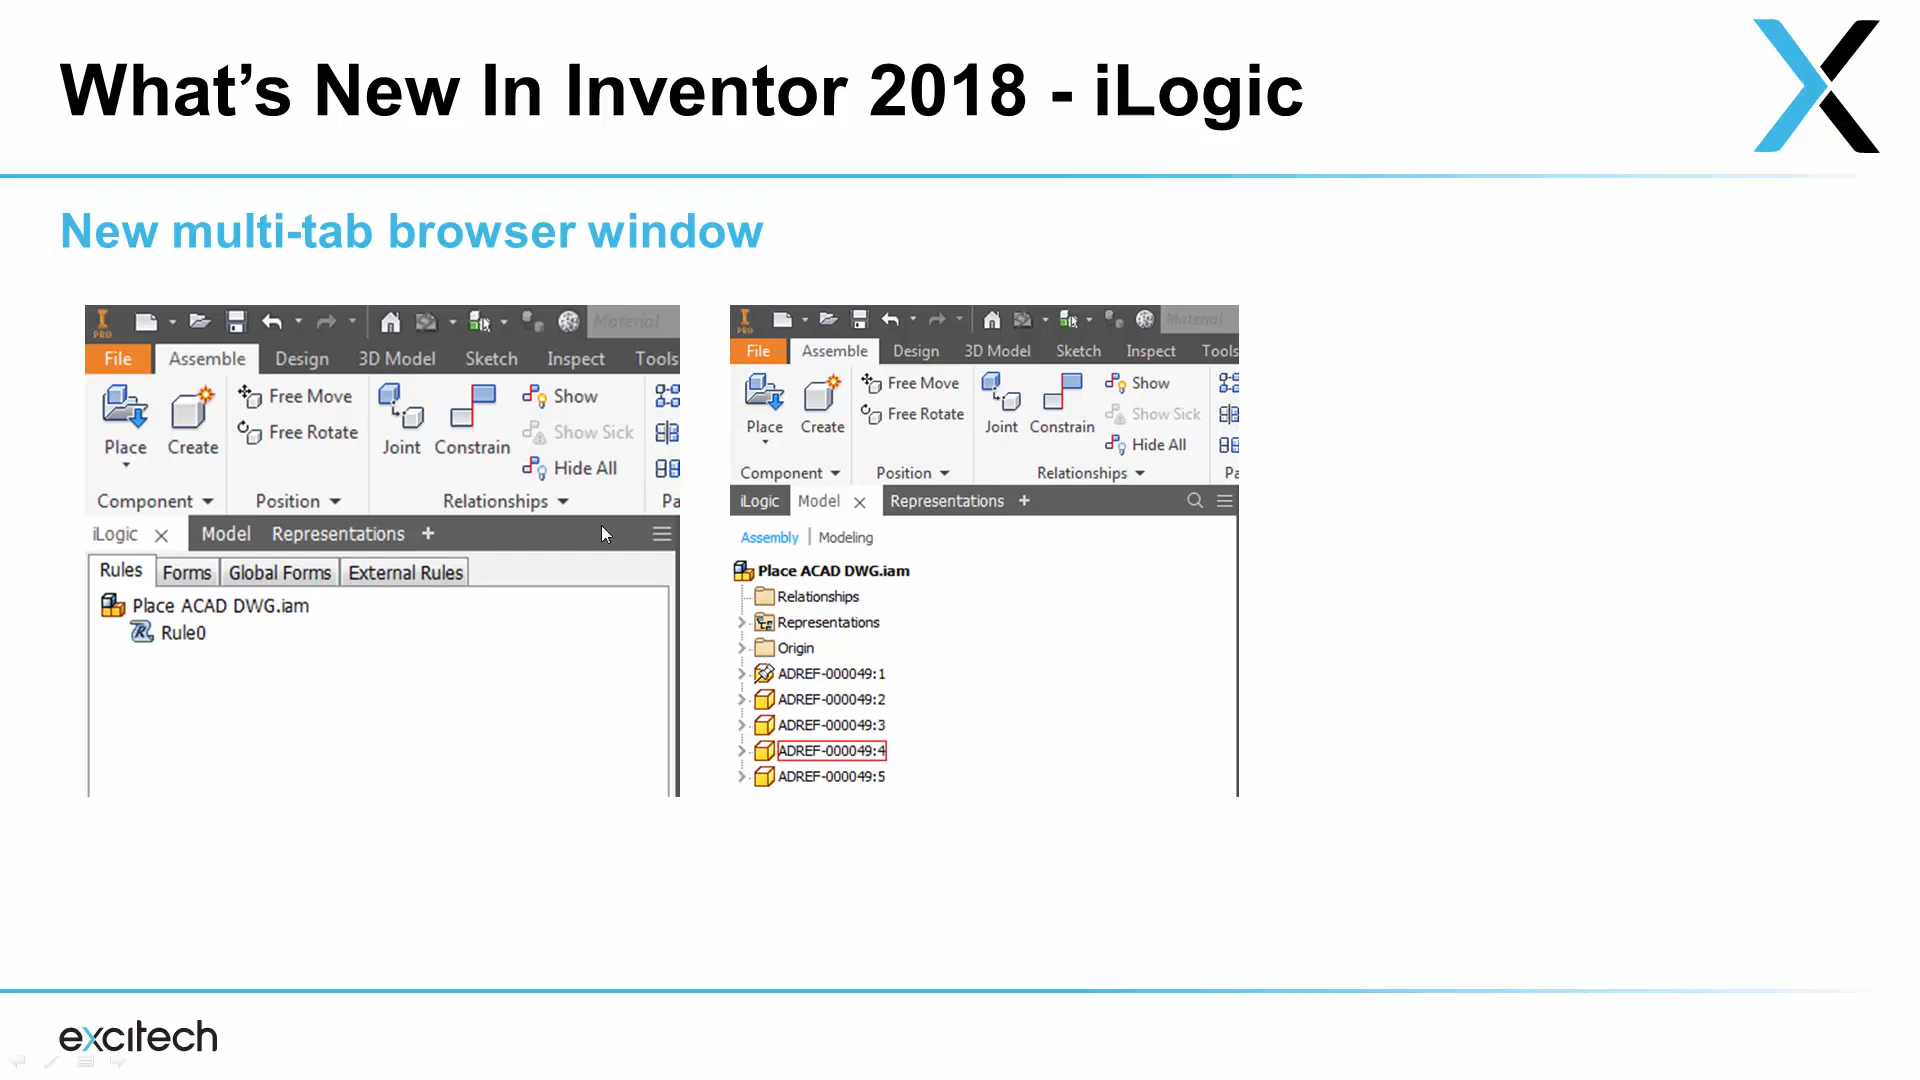 What's New In Inventor 2018 - iLogic
New multi-tab browser window
PRO
Material
File Assemble Design 3D Model Sketch Inspect Tools
Place Create
Free Move
Free Rotate
Joint Constrain
Show
Show Sick
Hide All
Component Position Relationships Pa
iLogic Model Representations +
Rules Forms Global Forms External Rules
Place ACAD DWG.iam
Rule0
PRO
Material
File Assemble Design 3D Model Sketch Inspect Tools
Place Create
Free Move
Free Rotate
Joint Constrain
Show
Show Sick
Hide All
Component Position Relationships Pa
iLogic Model Representations +
Assembly | Modeling
Place ACAD DWG.iam
Relationships
Representations
Origin
ADREF-000049:1
ADREF-000049:2
ADREF-000049:3
ADREF-000049:4
ADREF-000049:5
excitech